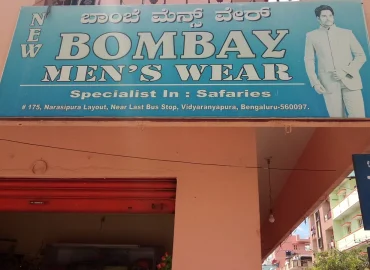 ಬಾಂಬೆ ಮೆನ್ಸ್ ವೇರ್
NEW BOMBAY
MEN'S WEAR
Specialist In : Safaries
# 175, Narasipura Layout, Near Last Bus Stop, Vidyaranyapura, Bengaluru-560097.